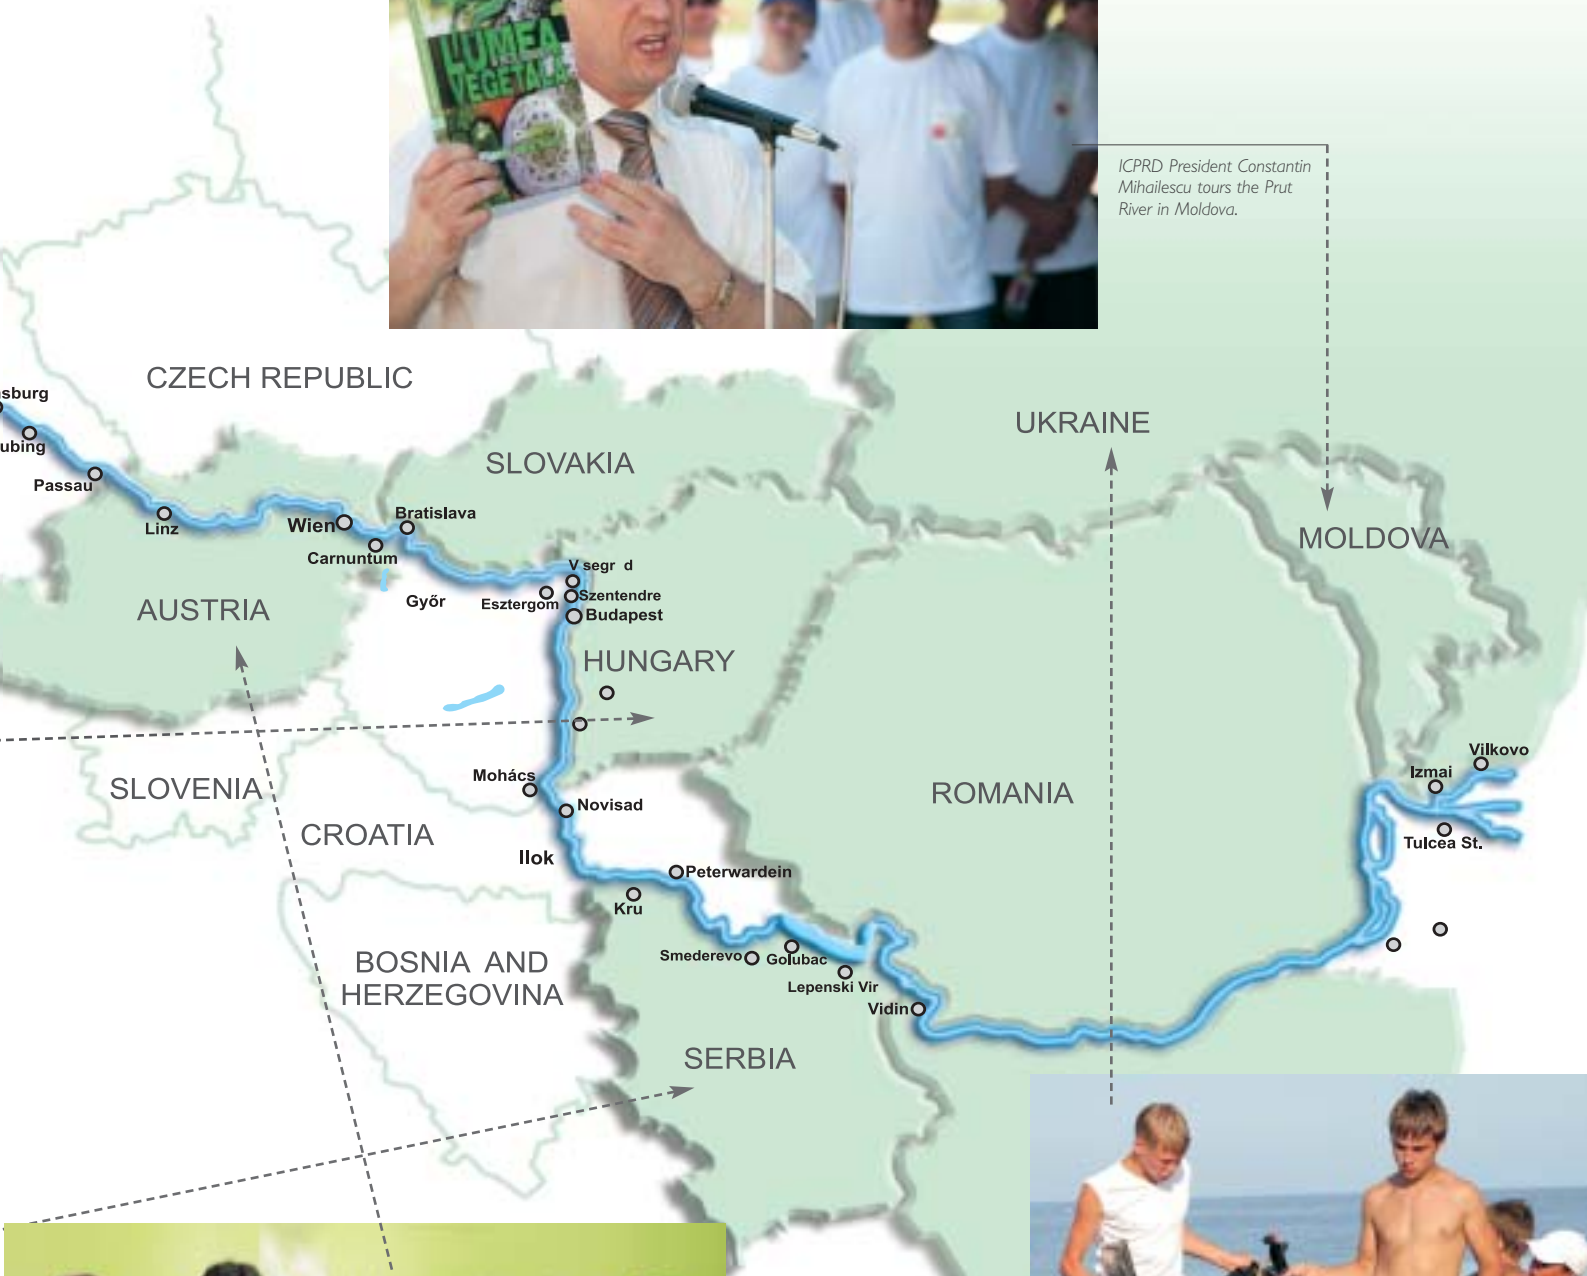 LUMEA
VEGETALĂ
ICPRD President Constantin
Mihailescu tours the Prut
River in Moldova.
CZECH REPUBLIC
sburg
ubing
Passau
Linz
Wien
Carnuntum
Bratislava
SLOVAKIA
UKRAINE
MOLDOVA
AUSTRIA
Győr
Esztergom
V segr d
Szentendre
Budapest
HUNGARY
SLOVENIA
CROATIA
Mohács
Novisad
Ilok
Peterwardein
Kru
ROMANIA
Vilkovo
Izmai
Tulcea St.
BOSNIA AND
HERZEGOVINA
Smederevo
Golubac
Lepenski Vir
Vidin
SERBIA